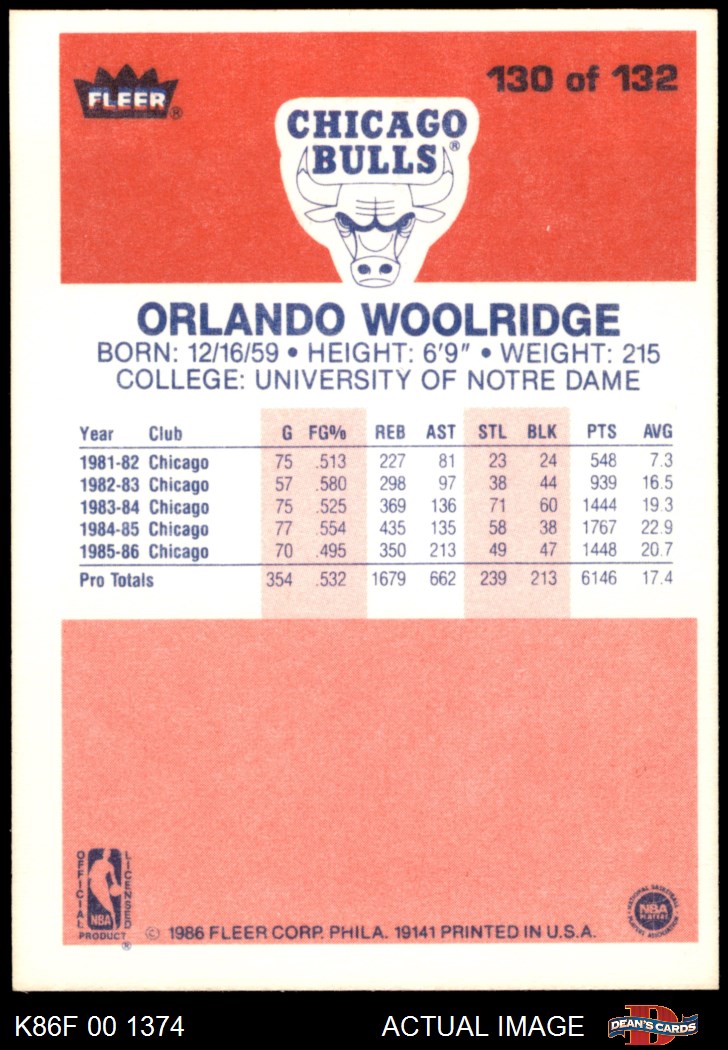 130 of 132
FLEER®
CHICAGO
BULLS®
ORLANDO WOOLRIDGE
BORN: 12/16/59 • HEIGHT: 6'9" • WEIGHT: 215
COLLEGE: UNIVERSITY OF NOTRE DAME
Year Club G FG% REB AST STL BLK PTS AVG
1981-82 Chicago 75 .513 227 81 23 24 548 7.3
1982-83 Chicago 57 .580 298 97 38 44 939 16.5
1983-84 Chicago 75 .525 369 136 71 60 1444 19.3
1984-85 Chicago 77 .554 435 135 58 38 1767 22.9
1985-86 Chicago 70 .495 350 213 49 47 1448 20.7
Pro Totals 354 .532 1679 662 239 213 6146 17.4
OFFICIAL LICENSED
NBA
PRODUCT®
NATIONAL BASKETBALL
NBA
PLAYERS
PLAYERS ASSOCIATION
© 1986 FLEER CORP. PHILA. 19141 PRINTED IN U.S.A.
K86F 00 1374 ACTUAL IMAGE
D
DEAN'S CARDS